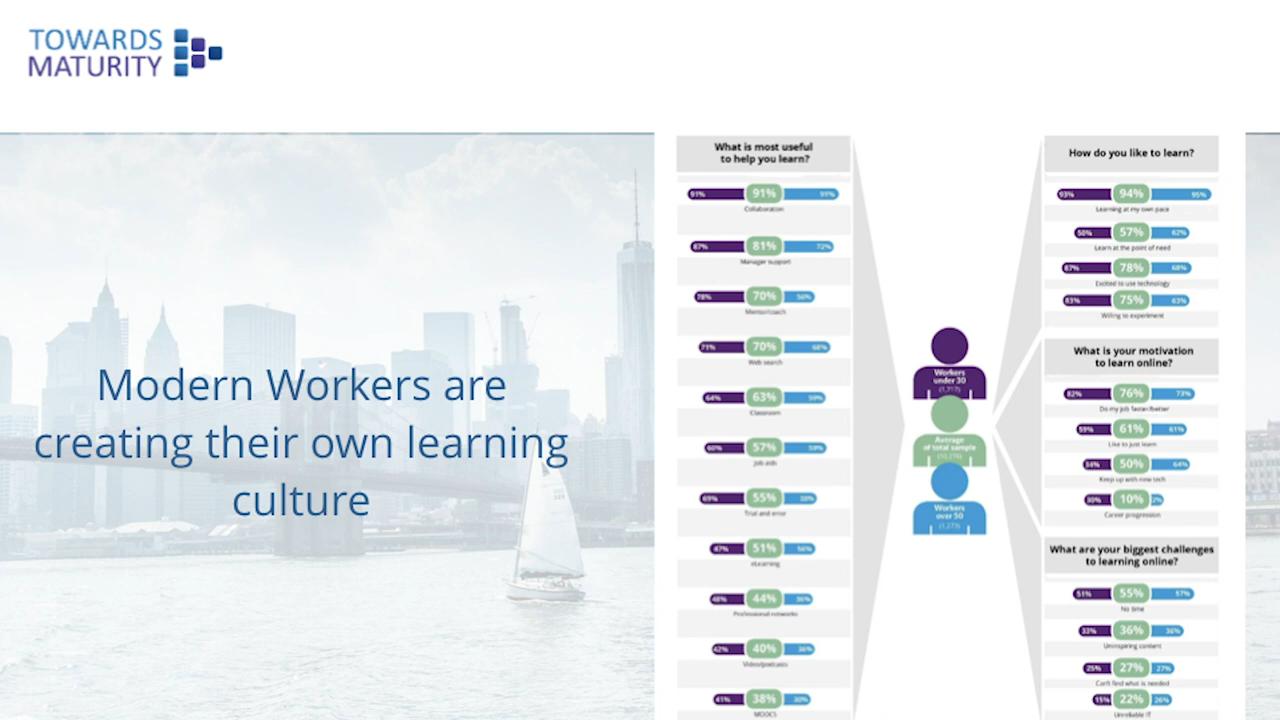 TOWARDS
MATURITY
Modern Workers are
creating their own learning
culture
What is most useful
to help you learn?
91% 91% 91%
Collaboration
87% 81% 72%
Manager support
78% 70% 56%
Mentor/coach
71% 70% 68%
Web search
64% 63% 59%
Classroom
60% 57% 59%
Job aids
69% 55%
Trial and error
47% 51% 56%
eLearning
48% 44% 36%
Professional networks
42% 40% 36%
Video/podcasts
41% 38% 30%
MOOCS
Workers
under 30
(1,717)
Average
of total sample
Workers
over 50
(1,273)
How do you like to learn?
93% 94% 95%
Learning at my own pace
50% 57% 62%
Learn at the point of need
87% 78% 68%
Excited to use technology
83% 75% 63%
Willing to experiment
What is your motivation
to learn online?
82% 76% 73%
Do my job faster/better
59% 61% 61%
Like to just learn
50% 64%
Keep up with new tech
30% 10% 2%
Career progression
What are your biggest challenges
to learning online?
51% 55% 57%
No time
33% 36% 36%
Uninspiring content
25% 27% 27%
Can't find what is needed
15% 22% 26%
Unreliable IT